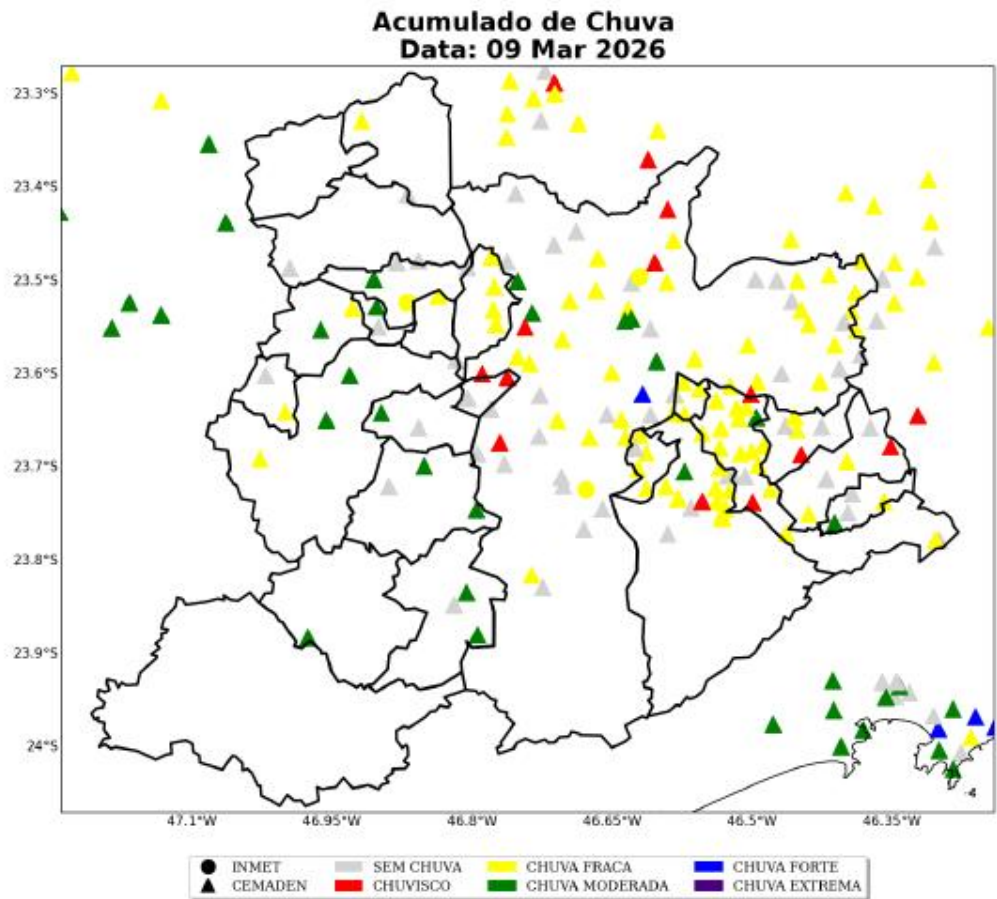 Acumulado de Chuva
Data: 09 Mar 2026
23.3°S
23.4°S
23.5°S
23.6°S
23.7°S
23.8°S
23.9°S
24°S
-4
47.1°W 46.95°W 46.8°W 46.65°W 46.5°W 46.35°W
INMET SEM CHUVA CHUVA FRACA CHUVA FORTE
CEMADEN CHUVISCO CHUVA MODERADA CHUVA EXTREMA